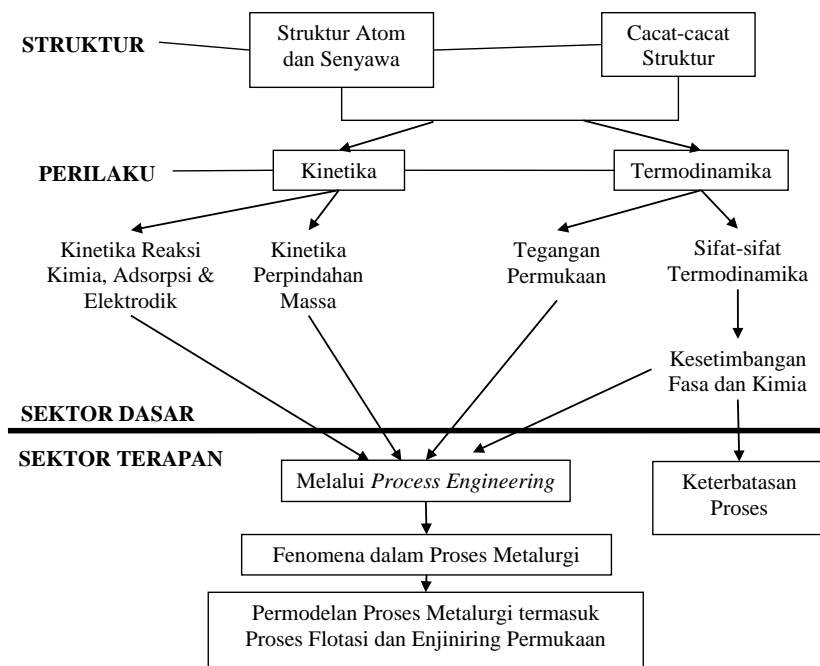 STRUKTUR
Struktur Atom
dan Senyawa
Cacat-cacat
Struktur
PERILAKU
Kinetika
Termodinamika
Kinetika Reaksi
Kimia, Adsorpsi &
Elektrodik
Kinetika
Perpindahan
Massa
Tegangan
Permukaan
Sifat-sifat
Termodinamika
Kesetimbangan
Fasa dan Kimia
SEKTOR DASAR
SEKTOR TERAPAN
Melalui Process Engineering
Keterbatasan
Proses
Fenomena dalam Proses Metalurgi
Permodelan Proses Metalurgi termasuk
Proses Flotasi dan Enjiniring Permukaan